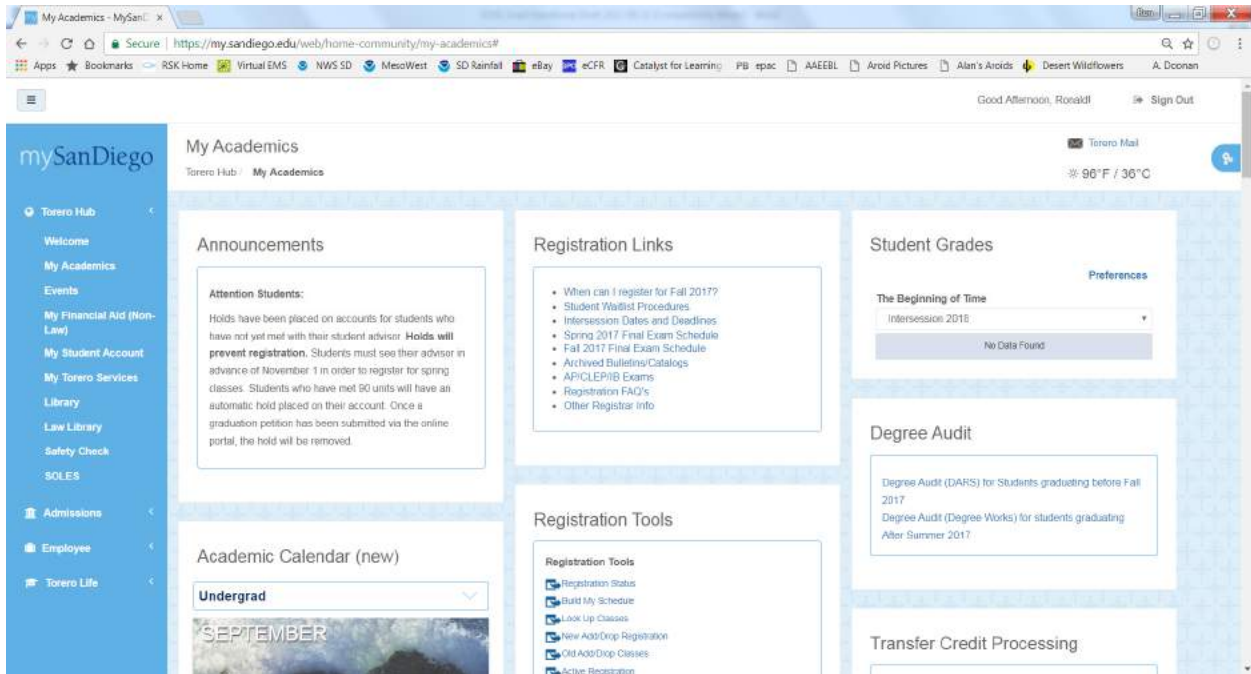 My Academics - MySanD
Secure | https://my.sandiego.edu/web/home-community/my-academics#
Apps Bookmarks RSK Home Virtual EMS NWS SD MesoWest SD Rainfall eBay eCFR Catalyst for Learning epac AAEEBL Aroid Pictures Alan's Aroids Desert Wildflowers A. Dconan
Good Afternoon, Ronald! Sign Out
mySanDiego
My Academics
Torero Hub / My Academics
Torero Mail
96°F / 36°C
Torero Hub
Welcome
My Academics
Events
My Financial Aid (Non-
Law)
My Student Account
My Torero Services
Library
Law Library
Safety Check
SOLES
Admissions
Employee
Torero Life
Announcements
Attention Students:
Holds have been placed on accounts for students who
have not yet met with their student advisor. Holds will
prevent registration. Students must see their advisor in
advance of November 1 in order to register for spring
classes. Students who have met 90 units will have an
automatic hold placed on their account. Once a
graduation petition has been submitted via the online
portal, the hold will be removed.
Academic Calendar (new)
Undergrad
SEPTEMBER
Registration Links
When can I register for Fall 2017?
Student Waitlist Procedures
Intersession Dates and Deadlines
Spring 2017 Final Exam Schedule
Fall 2017 Final Exam Schedule
Archived Bulletins/Catalogs
AP/CLEP/IB Exams
Registration FAQ's
Other Registrar Info
Registration Tools
Registration Tools
Registration Status
Build My Schedule
Look Up Classes
New Add/Drop Registration
Old Add/Drop Classes
Active Registration
Student Grades
Preferences
The Beginning of Time
Intersession 2018
No Data Found
Degree Audit
Degree Audit (DARS) for Students graduating before Fall
2017
Degree Audit (Degree Works) for students graduating
After Summer 2017
Transfer Credit Processing